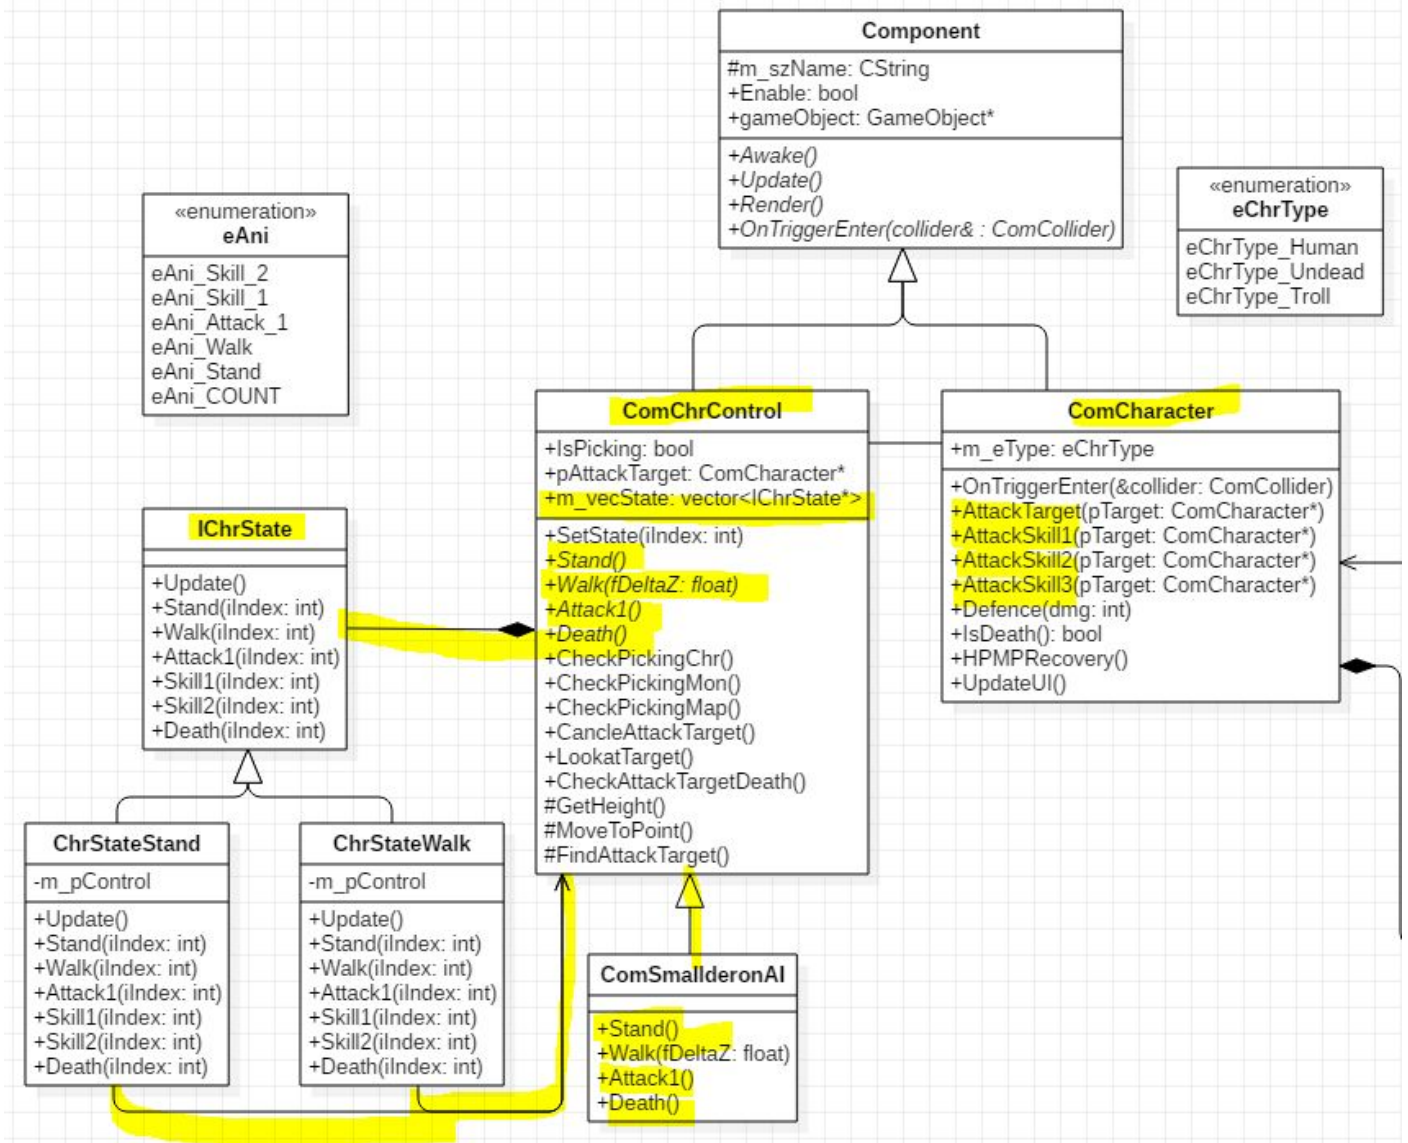 Component
#m_szName: CString
+Enable: bool
+gameObject: GameObject*
+Awake()
+Update()
+Render()
+OnTriggerEnter(collider& : ComCollider)
«enumeration»
eChrType
eChrType_Human
eChrType_Undead
eChrType_Troll
«enumeration»
eAni
eAni_Skill_2
eAni_Skill_1
eAni_Attack_1
eAni_Walk
eAni_Stand
eAni_COUNT
ComChrControl
+IsPicking: bool
+pAttackTarget: ComCharacter*
+m_vecState: vector<IChrState*>
+SetState(iIndex: int)
+Stand()
+Walk(fDeltaZ: float)
+Attack1()
+Death()
+CheckPickingChr()
+CheckPickingMon()
+CheckPickingMap()
+CancleAttackTarget()
+LookatTarget()
+CheckAttackTargetDeath()
#GetHeight()
#MoveToPoint()
#FindAttackTarget()
ComCharacter
+m_eType: eChrType
+OnTriggerEnter(&collider: ComCollider)
+AttackTarget(pTarget: ComCharacter*)
+AttackSkill1(pTarget: ComCharacter*)
+AttackSkill2(pTarget: ComCharacter*)
+AttackSkill3(pTarget: ComCharacter*)
+Defence(dmg: int)
+IsDeath(): bool
+HPMPRecovery()
+UpdateUI()
IChrState
+Update()
+Stand(iIndex: int)
+Walk(iIndex: int)
+Attack1(iIndex: int)
+Skill1(iIndex: int)
+Skill2(iIndex: int)
+Death(iIndex: int)
ChrStateStand
-m_pControl
+Update()
+Stand(iIndex: int)
+Walk(iIndex: int)
+Attack1(iIndex: int)
+Skill1(iIndex: int)
+Skill2(iIndex: int)
+Death(iIndex: int)
ChrStateWalk
-m_pControl
+Update()
+Stand(iIndex: int)
+Walk(iIndex: int)
+Attack1(iIndex: int)
+Skill1(iIndex: int)
+Skill2(iIndex: int)
+Death(iIndex: int)
ComSmallderonAI
+Stand()
+Walk(fDeltaZ: float)
+Attack1()
+Death()